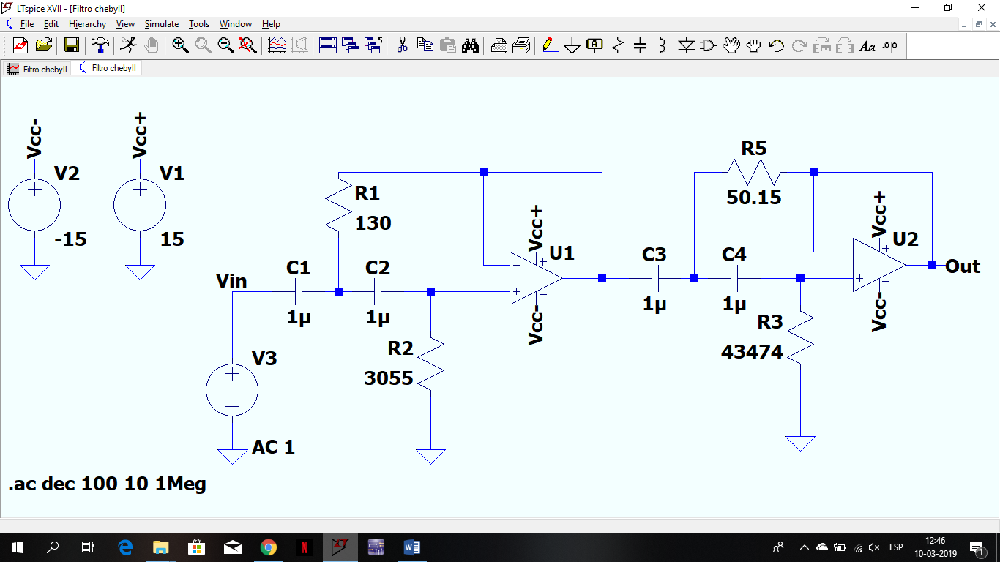 LTspice XVII - [Filtro chebyII]
File Edit Hierarchy View Simulate Tools Window Help
Aa .op
Filtro chebyII Filtro chebyII
Vcc-
V2
-15
Vcc+
V1
15
R1
130
Vin
C1
1µ
C2
1µ
R2
3055
V3
AC 1
Vcc+
U1
Vcc-
C3
1µ
C4
1µ
R5
50.15
R3
43474
Vcc+
U2
Vcc-
Out
.ac dec 100 10 1Meg
ESP
12:46
10-03-2019
1